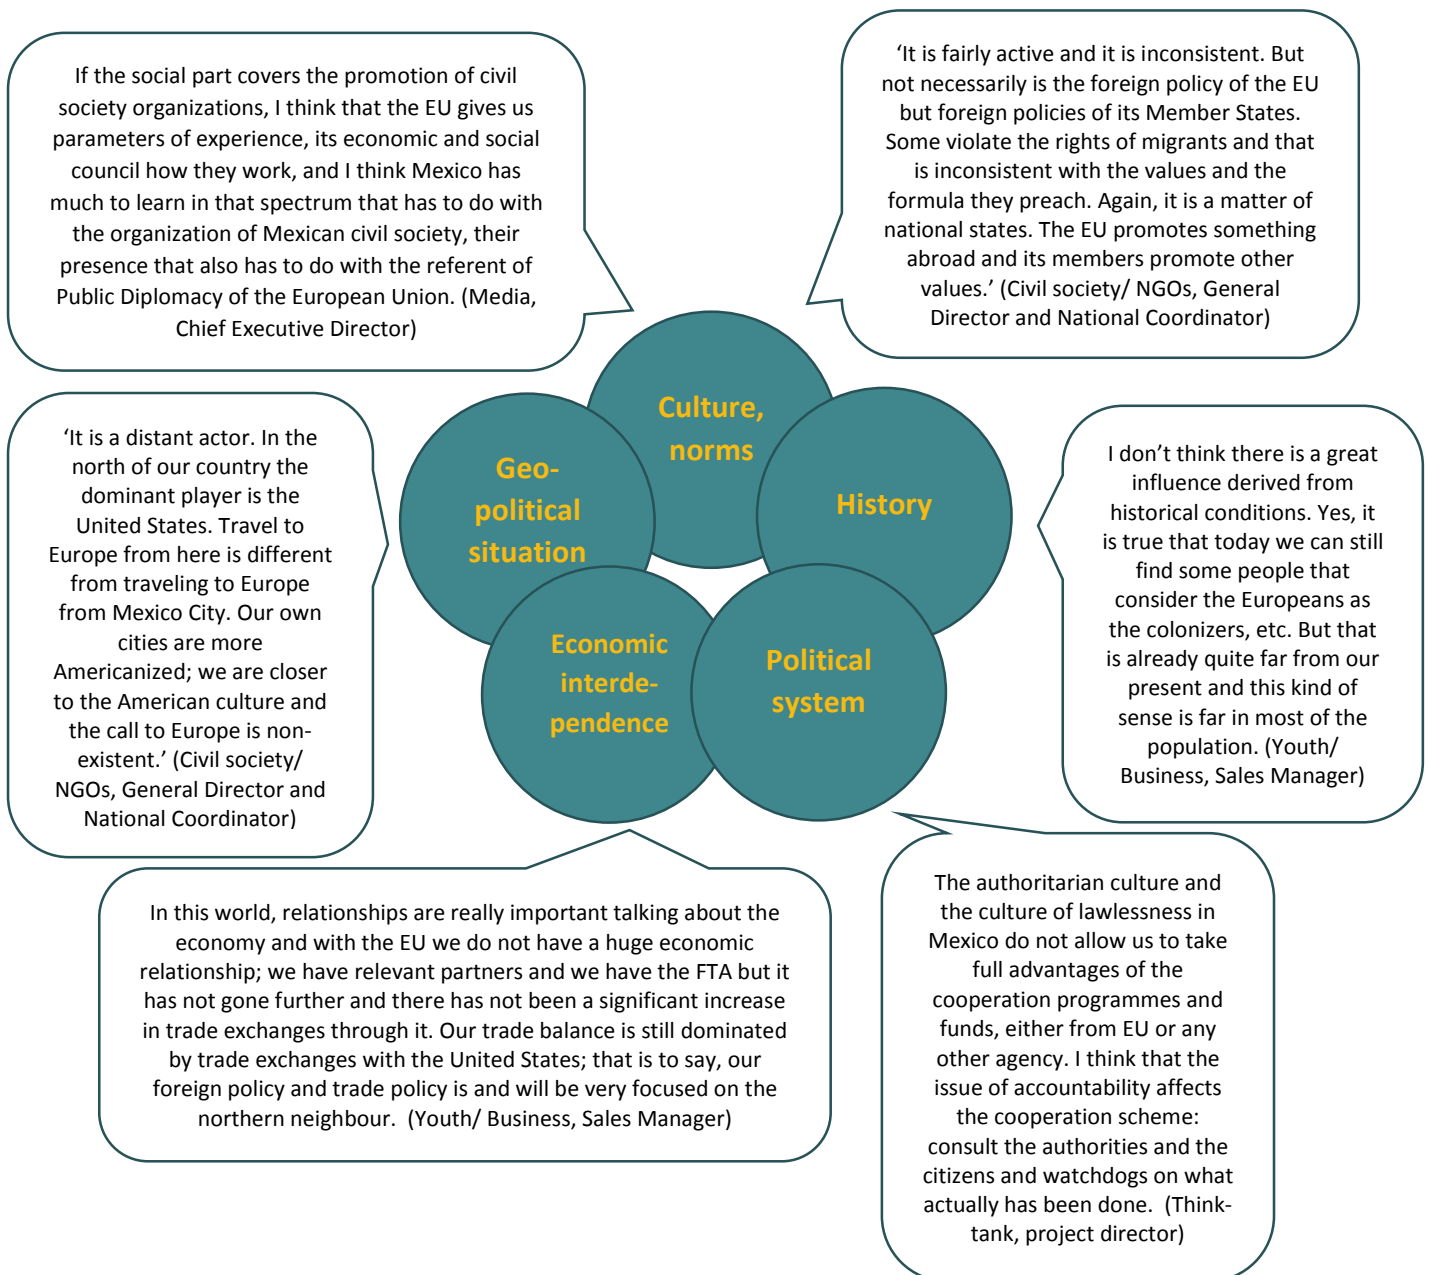 If the social part covers the promotion of civil
society organizations, I think that the EU gives us
parameters of experience, its economic and social
council how they work, and I think Mexico has
much to learn in that spectrum that has to do with
the organization of Mexican civil society, their
presence that also has to do with the referent of
Public Diplomacy of the European Union. (Media,
Chief Executive Director)
‘It is fairly active and it is inconsistent. But
not necessarily is the foreign policy of the EU
but foreign policies of its Member States.
Some violate the rights of migrants and that
is inconsistent with the values and the
formula they preach. Again, it is a matter of
national states. The EU promotes something
abroad and its members promote other
values.’ (Civil society/ NGOs, General
Director and National Coordinator)
‘It is a distant actor. In the
north of our country the
dominant player is the
United States. Travel to
Europe from here is different
from traveling to Europe
from Mexico City. Our own
cities are more
Americanized; we are closer
to the American culture and
the call to Europe is non-
existent.’ (Civil society/
NGOs, General Director and
National Coordinator)
Culture,
norms
Geo-
political
situation
History
Economic
interde-
pendence
Political
system
I don’t think there is a great
influence derived from
historical conditions. Yes, it
is true that today we can still
find some people that
consider the Europeans as
the colonizers, etc. But that
is already quite far from our
present and this kind of
sense is far in most of the
population. (Youth/
Business, Sales Manager)
In this world, relationships are really important talking about the
economy and with the EU we do not have a huge economic
relationship; we have relevant partners and we have the FTA but it
has not gone further and there has not been a significant increase
in trade exchanges through it. Our trade balance is still dominated
by trade exchanges with the United States; that is to say, our
foreign policy and trade policy is and will be very focused on the
northern neighbour. (Youth/ Business, Sales Manager)
The authoritarian culture and
the culture of lawlessness in
Mexico do not allow us to take
full advantages of the
cooperation programmes and
funds, either from EU or any
other agency. I think that the
issue of accountability affects
the cooperation scheme:
consult the authorities and the
citizens and watchdogs on what
actually has been done. (Think-
tank, project director)